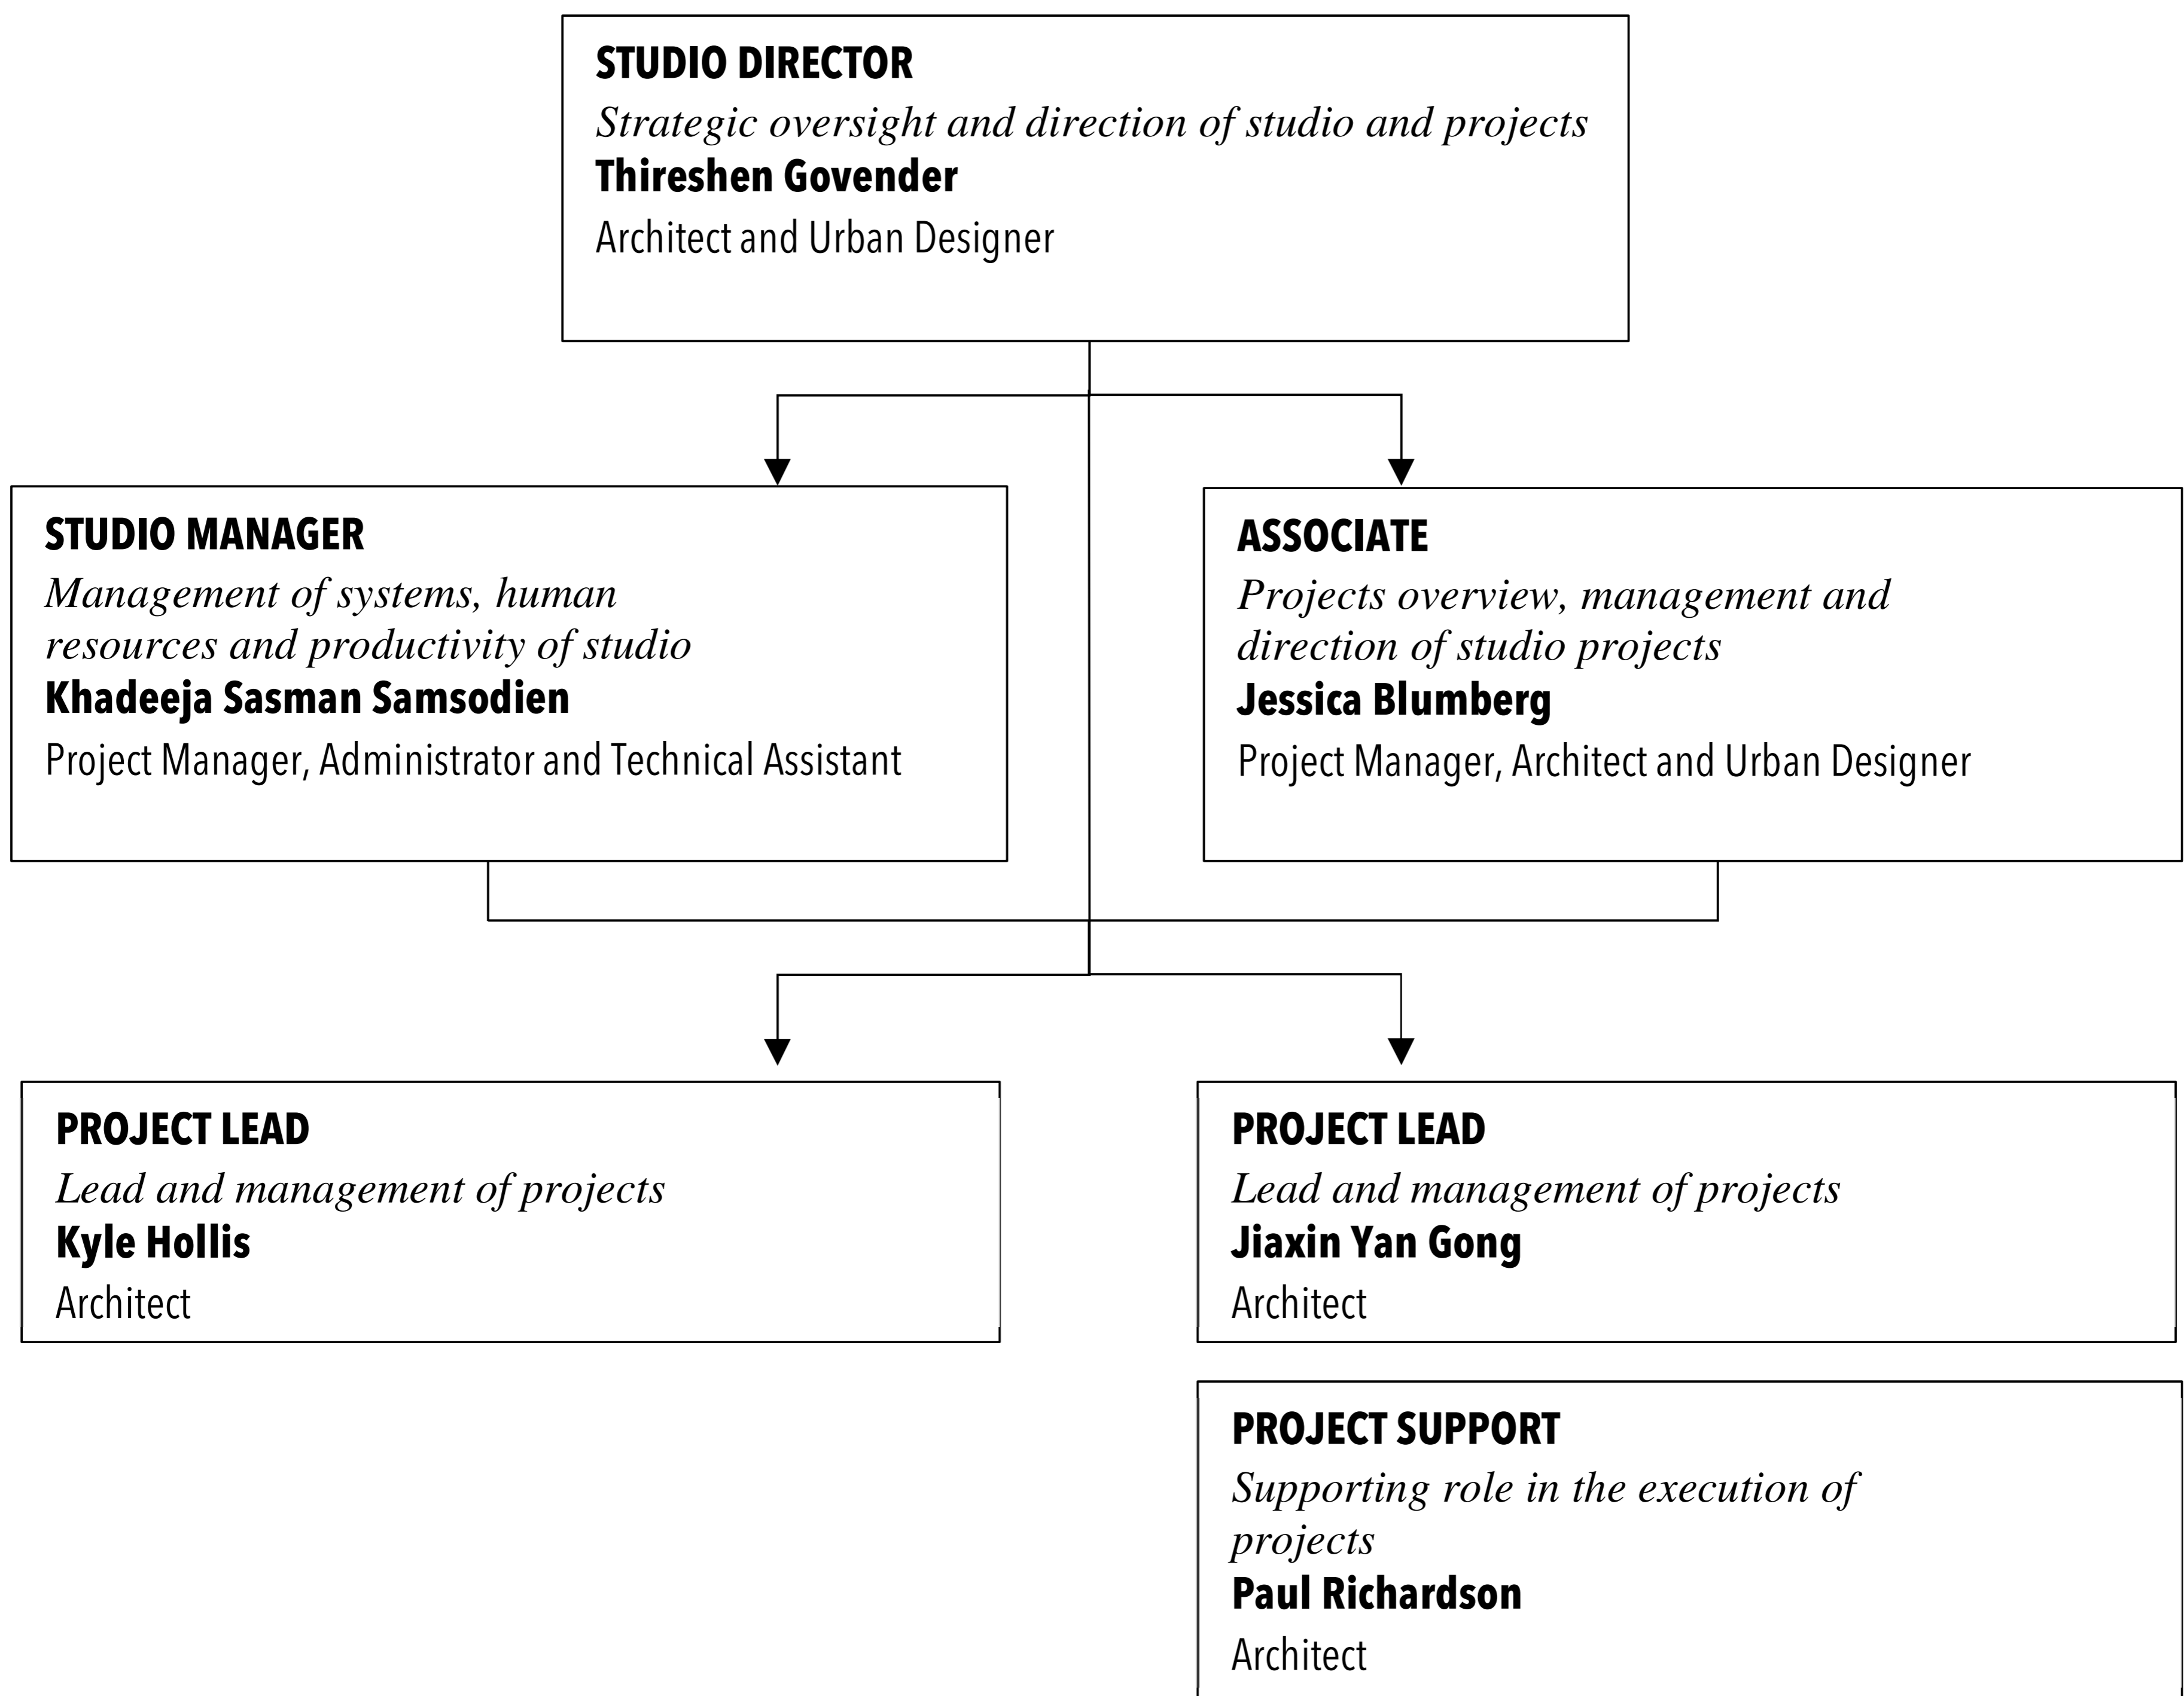 STUDIO DIRECTOR
Strategic oversight and direction of studio and projects
Thireshen Govender
Architect and Urban Designer
STUDIO MANAGER
Management of systems, human
resources and productivity of studio
Khadeeja Sasman Samsodien
Project Manager, Administrator and Technical Assistant
ASSOCIATE
Projects overview, management and
direction of studio projects
Jessica Blumberg
Project Manager, Architect and Urban Designer
PROJECT LEAD
Lead and management of projects
Kyle Hollis
Architect
PROJECT LEAD
Lead and management of projects
Jiaxin Yan Gong
Architect
PROJECT SUPPORT
Supporting role in the execution of
projects
Paul Richardson
Architect